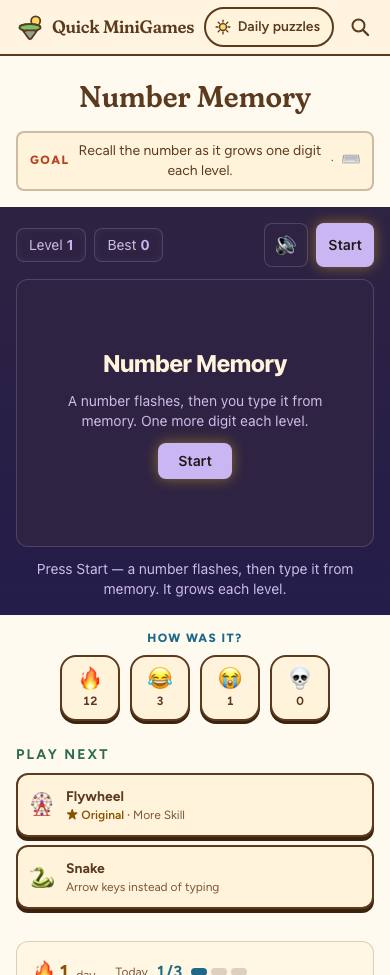 Quick MiniGames
Daily puzzles
Number Memory
GOAL
Recall the number as it grows one digit
each level.
·
Level 1
Best 0
Start
Number Memory
A number flashes, then you type it from
memory. One more digit each level.
Start
Press Start — a number flashes, then type it from
memory. It grows each level.
HOW WAS IT?
12
3
1
0
PLAY NEXT
Flywheel
★ Original · More Skill
Snake
Arrow keys instead of typing
1 day
Today 1/3